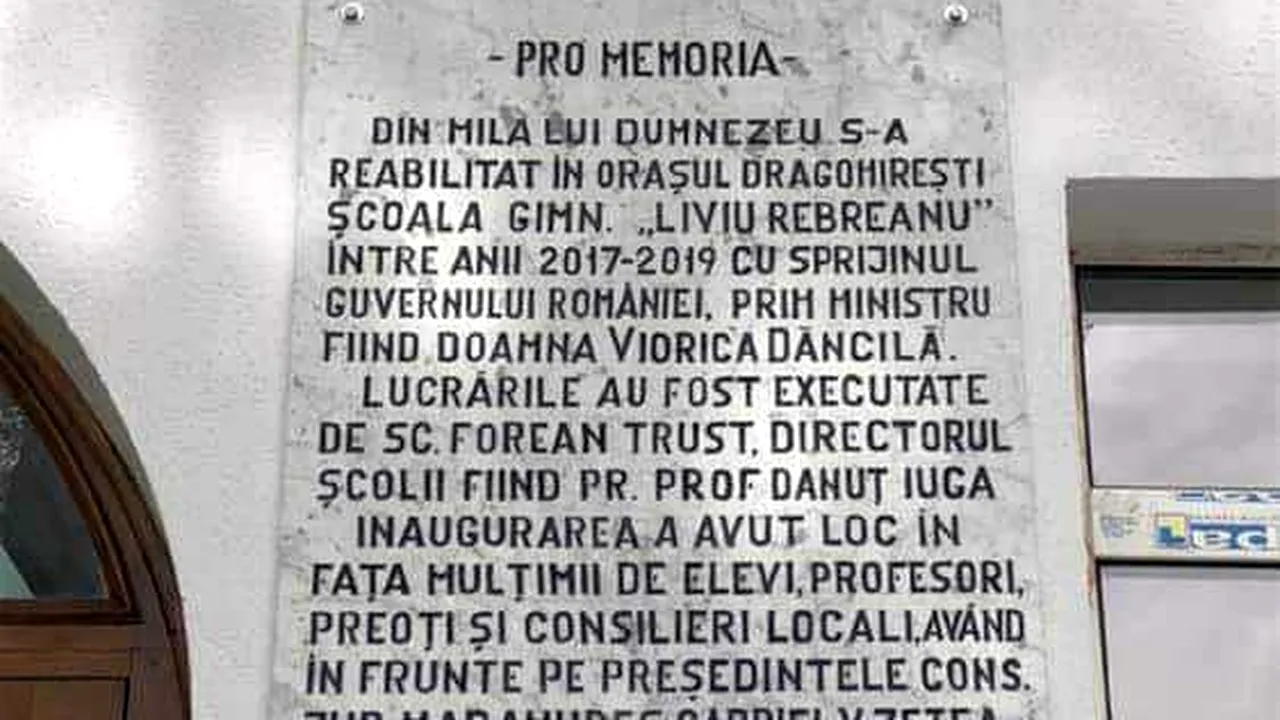 - PRO MEMORIA -
DIN MILA LUI DUMNEZEU S-A
REABILITAT ÎN ORAȘUL DRAGOMIREȘTI
ȘCOALA GIMN. „LIVIU REBREANU”
ÎNTRE ANII 2017-2019 CU SPRIJINUL
GUVERNULUI ROMÂNIEI, PRIM MINISTRU
FIIND DOAMNA VIORICA DĂNCILĂ.
LUCRĂRILE AU FOST EXECUTATE
DE SC. FOREAN TRUST, DIRECTORUL
ȘCOLII FIIND PR. PROF DANUȚ IUGA
INAUGURAREA A AVUT LOC ÎN
FAȚA MULȚIMII DE ELEVI, PROFESORI,
PREOȚI ȘI CONSILIERI LOCALI, AVÂND
ÎN FRUNTE PE PREȘEDINTELE CONS.